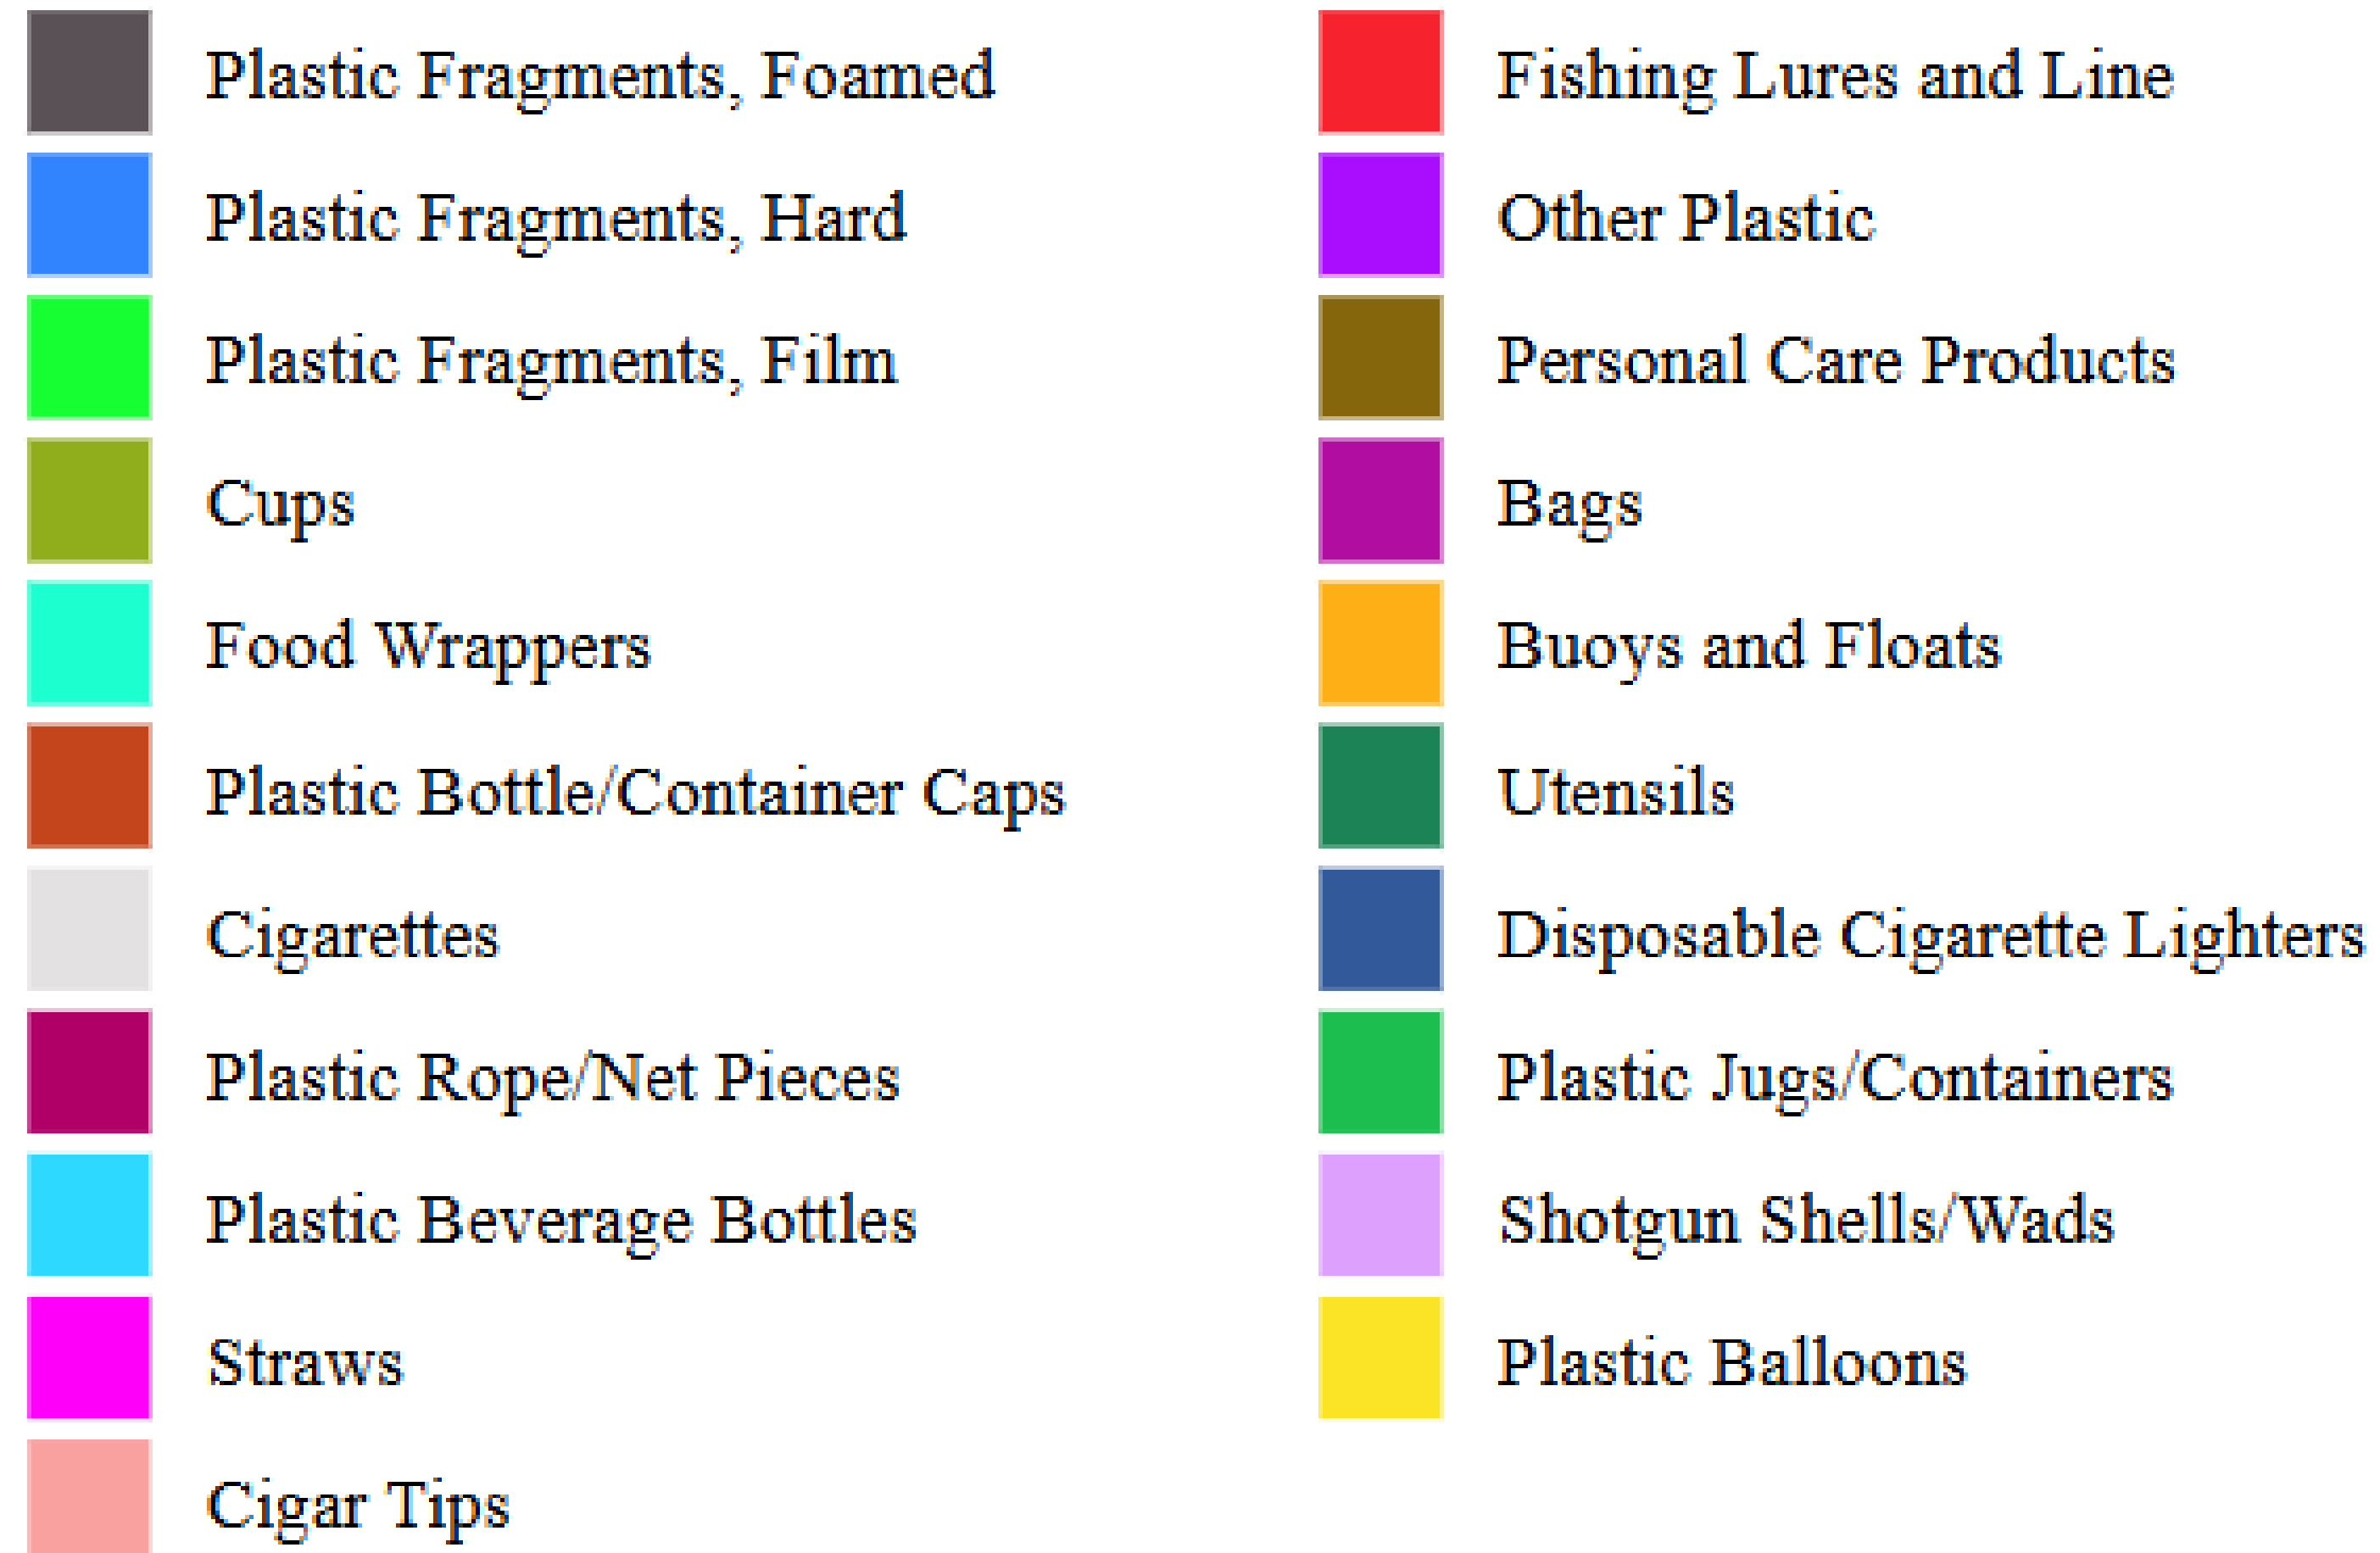 Plastic Fragments, Foamed
Plastic Fragments, Hard
Plastic Fragments, Film
Cups
Food Wrappers
Plastic Bottle/Container Caps
Cigarettes
Plastic Rope/Net Pieces
Plastic Beverage Bottles
Straws
Cigar Tips
Fishing Lures and Line
Other Plastic
Personal Care Products
Bags
Buoys and Floats
Utensils
Disposable Cigarette Lighters
Plastic Jugs/Containers
Shotgun Shells/Wads
Plastic Balloons